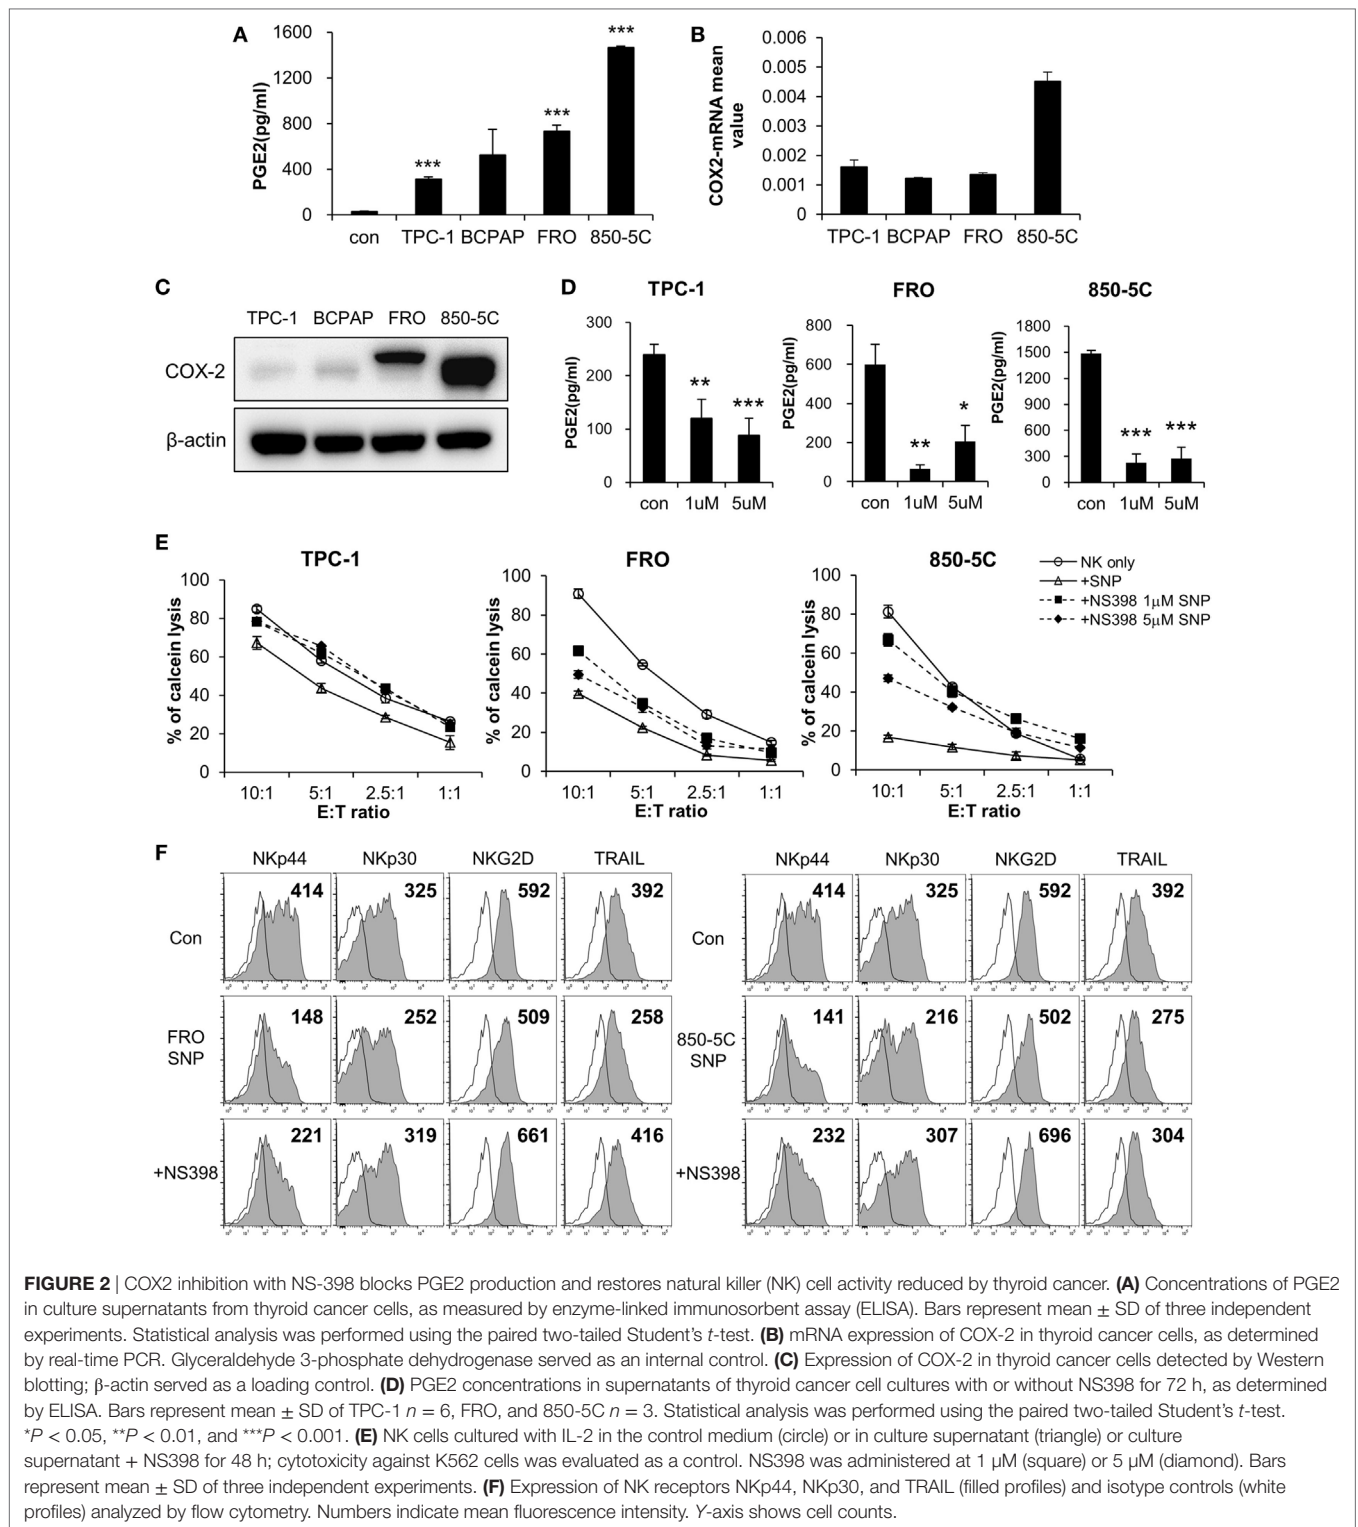 A
1600
1200
800
400
0
PGE2(pg/ml)
***
***
***
con TPC-1 BCPAP FRO 850-5C
B
0.006
0.005
0.004
0.003
0.002
0.001
0
COX2-mRNA mean
value
TPC-1 BCPAP FRO 850-5C
C
TPC-1 BCPAP FRO 850-5C
COX-2
β-actin
D
TPC-1
300
200
100
0
PGE2(pg/ml)
**
***
con 1uM 5uM
FRO
800
600
400
200
0
PGE2(pg/ml)
**
*
con 1uM 5uM
850-5C
1800
1500
1200
900
600
300
0
PGE2(pg/ml)
***
***
con 1uM 5uM
E
TPC-1
100
80
60
40
20
0
% of calcein lysis
10:1 5:1 2.5:1 1:1
E:T ratio
FRO
100
80
60
40
20
0
% of calcein lysis
10:1 5:1 2.5:1 1:1
E:T ratio
850-5C
100
80
60
40
20
0
% of calcein lysis
10:1 5:1 2.5:1 1:1
E:T ratio
NK only
+SNP
+NS398 1μM SNP
+NS398 5μM SNP
F
NKp44 NKp30 NKG2D TRAIL
Con
414 325 592 392
FRO
SNP
148 252 509 258
+NS398
221 319 661 416
NKp44 NKp30 NKG2D TRAIL
Con
414 325 592 392
850-5C
SNP
141 216 502 275
+NS398
232 307 696 304
FIGURE 2 | COX2 inhibition with NS-398 blocks PGE2 production and restores natural killer (NK) cell activity reduced by thyroid cancer. (A) Concentrations of PGE2
in culture supernatants from thyroid cancer cells, as measured by enzyme-linked immunosorbent assay (ELISA). Bars represent mean ± SD of three independent
experiments. Statistical analysis was performed using the paired two-tailed Student's t-test. (B) mRNA expression of COX-2 in thyroid cancer cells, as determined
by real-time PCR. Glyceraldehyde 3-phosphate dehydrogenase served as an internal control. (C) Expression of COX-2 in thyroid cancer cells detected by Western
blotting; β-actin served as a loading control. (D) PGE2 concentrations in supernatants of thyroid cancer cell cultures with or without NS398 for 72 h, as determined
by ELISA. Bars represent mean ± SD of TPC-1 n = 6, FRO, and 850-5C n = 3. Statistical analysis was performed using the paired two-tailed Student's t-test.
*P < 0.05, **P < 0.01, and ***P < 0.001. (E) NK cells cultured with IL-2 in the control medium (circle) or in culture supernatant (triangle) or culture
supernatant + NS398 for 48 h; cytotoxicity against K562 cells was evaluated as a control. NS398 was administered at 1 µM (square) or 5 µM (diamond). Bars
represent mean ± SD of three independent experiments. (F) Expression of NK receptors NKp44, NKp30, and TRAIL (filled profiles) and isotype controls (white
profiles) analyzed by flow cytometry. Numbers indicate mean fluorescence intensity. Y-axis shows cell counts.